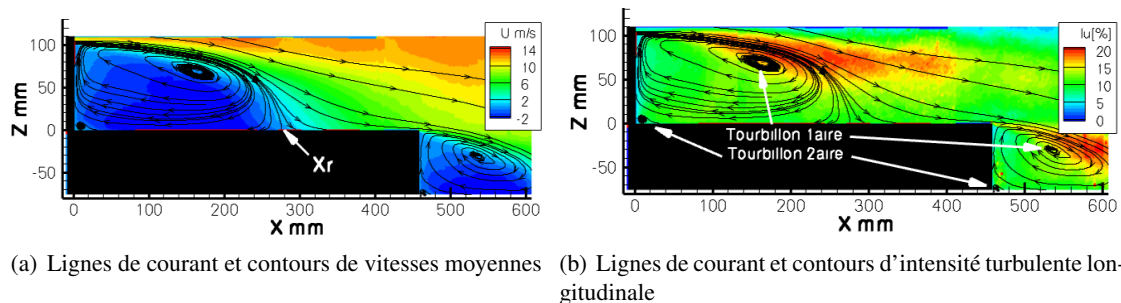 U m/s
14
10
6
2
-2
100
50
0
-50
Z mm
Xr
0 100 200 300 400 500 600
X mm
Iu[%]
20
15
10
5
0
100
50
0
-50
Z mm
Tourbillon 1aire
Tourbillon 2aire
0 100 200 300 400 500 600
X mm
(a) Lignes de courant et contours de vitesses moyennes
(b) Lignes de courant et contours d'intensité turbulente lon-
gitudinale